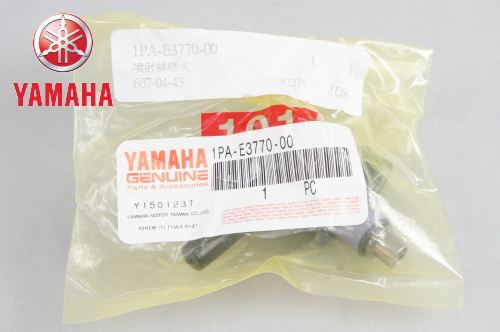 YAMAHA
1PA-E3770-00
噴射器總成
607-04-43
408
101
YAMAHA
GENUINE
Parts & Accessories
Y150123T
YAMAHA MOTOR TAIWAN CO.,LTD.
MADE IN THAILAND
1PA-E3770-00
1 PC